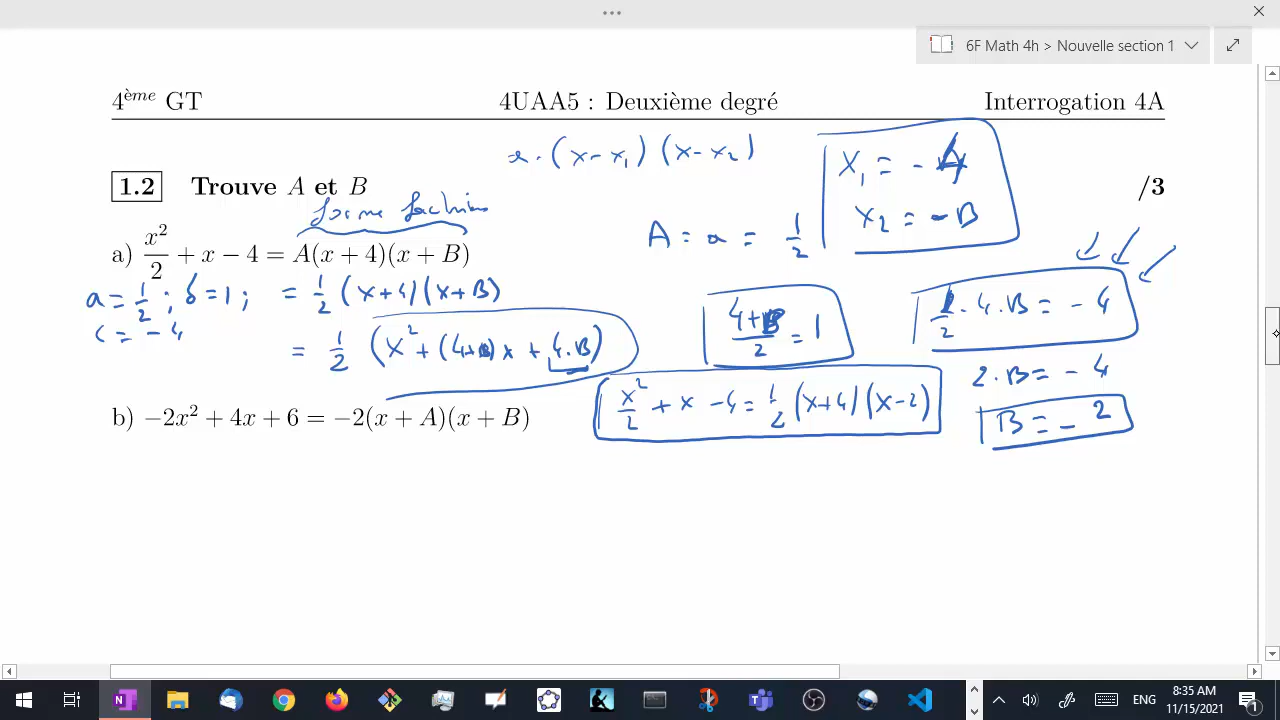 6F Math 4h > Nouvelle section 1
4ème GT
4UAA5 : Deuxième degré
Interrogation 4A
(x-x₁) (x-x₂)
x₁ = -4
x₂ = -B
1.2 Trouve A et B
/3
forme
A = a = 1/2
a) x²/2 + x − 4 = A(x + 4)(x + B)
a = 1/2 ; b = 1 ; = 1/2 (x+4)(x+B)
c = -4
= 1/2 (x² + (4+B)x + 4.B)
(4+B)/2 = 1
1/2 . 4 . B = -4
2 . B = -4
B = -2
x²/2 + x - 4 = 1/2 (x+4)(x-2)
b) −2x² + 4x + 6 = −2(x + A)(x + B)
ENG
8:35 AM
11/15/2021
1